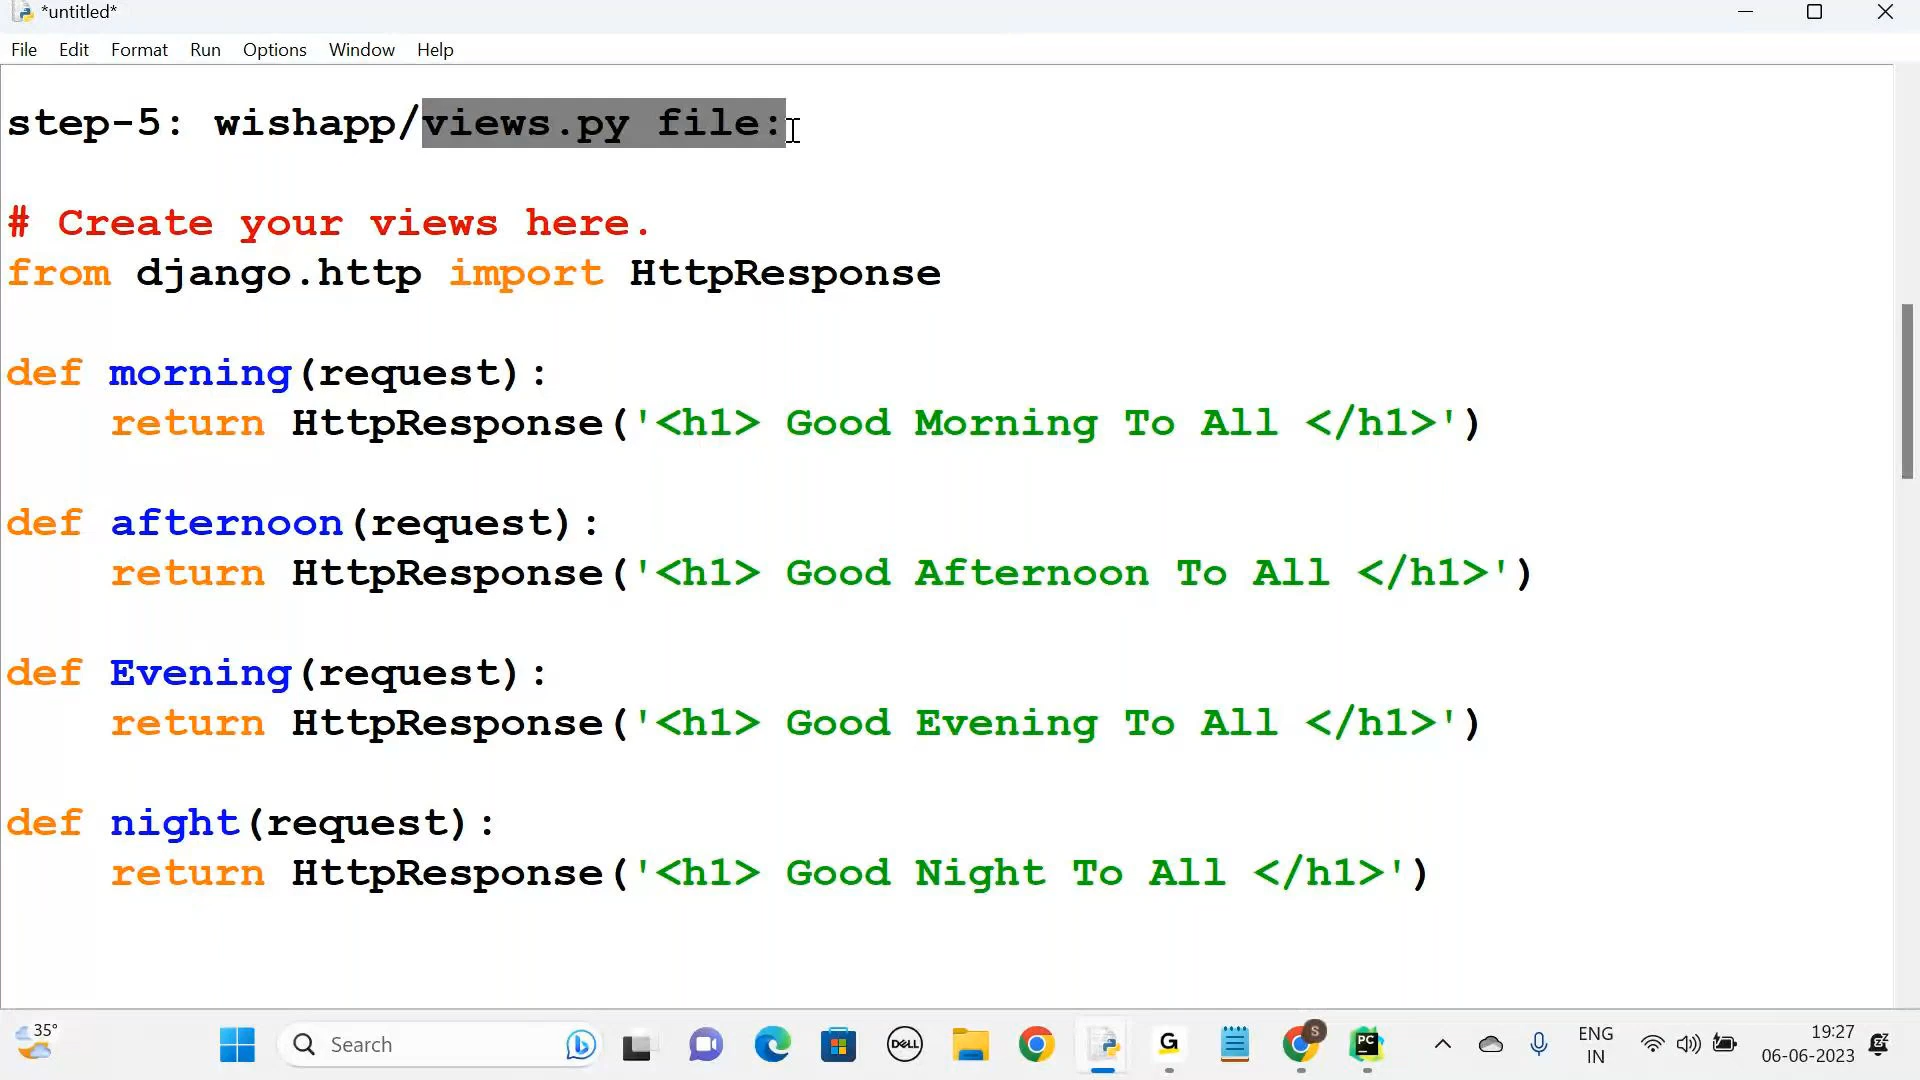 *untitled*
File Edit Format Run Options Window Help
step-5: wishapp/views.py file:
# Create your views here.
from django.http import HttpResponse
def morning(request):
    return HttpResponse('<h1> Good Morning To All </h1>')
def afternoon(request):
    return HttpResponse('<h1> Good Afternoon To All </h1>')
def Evening(request):
    return HttpResponse('<h1> Good Evening To All </h1>')
def night(request):
    return HttpResponse('<h1> Good Night To All </h1>')
35°
Search
DELL
G
S
PC
ENG
IN
19:27
06-06-2023